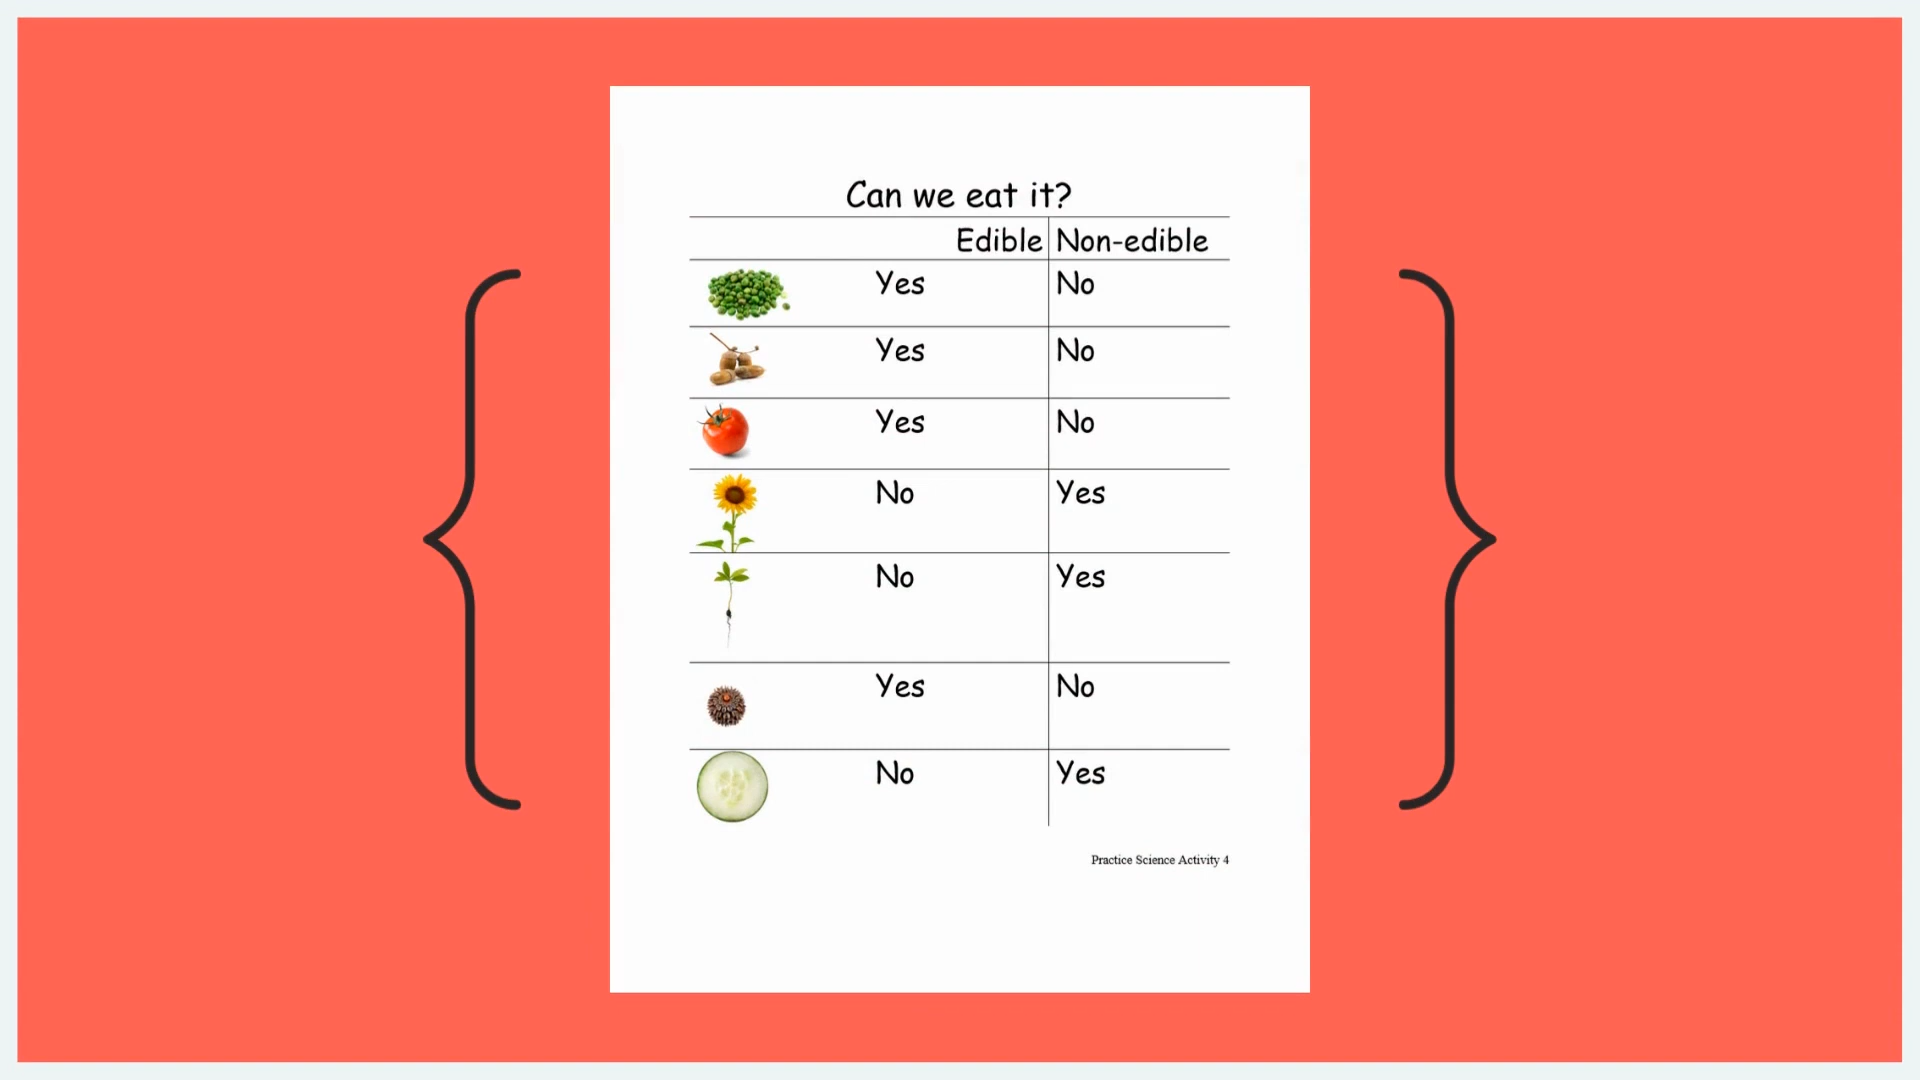 Can we eat it?
Edible Non-edible
Yes No
Yes No
Yes No
No Yes
No Yes
Yes No
No Yes
Practice Science Activity 4